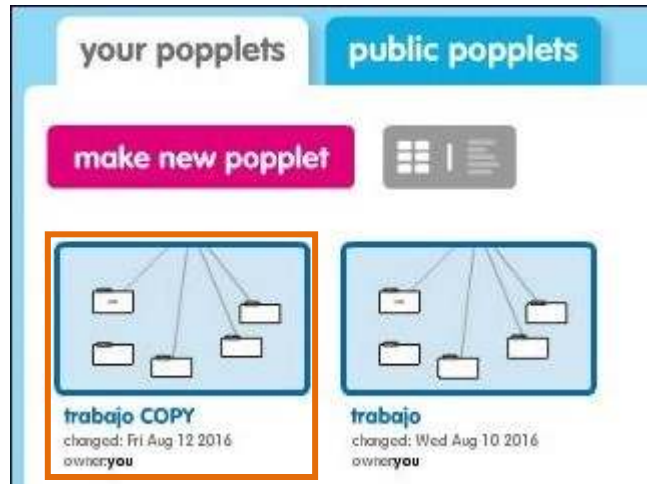 your popplets
public popplets
make new popplet
trabajo COPY
changed: Fri Aug 12 2016
owner:you
trabajo
changed: Wed Aug 10 2016
owner:you